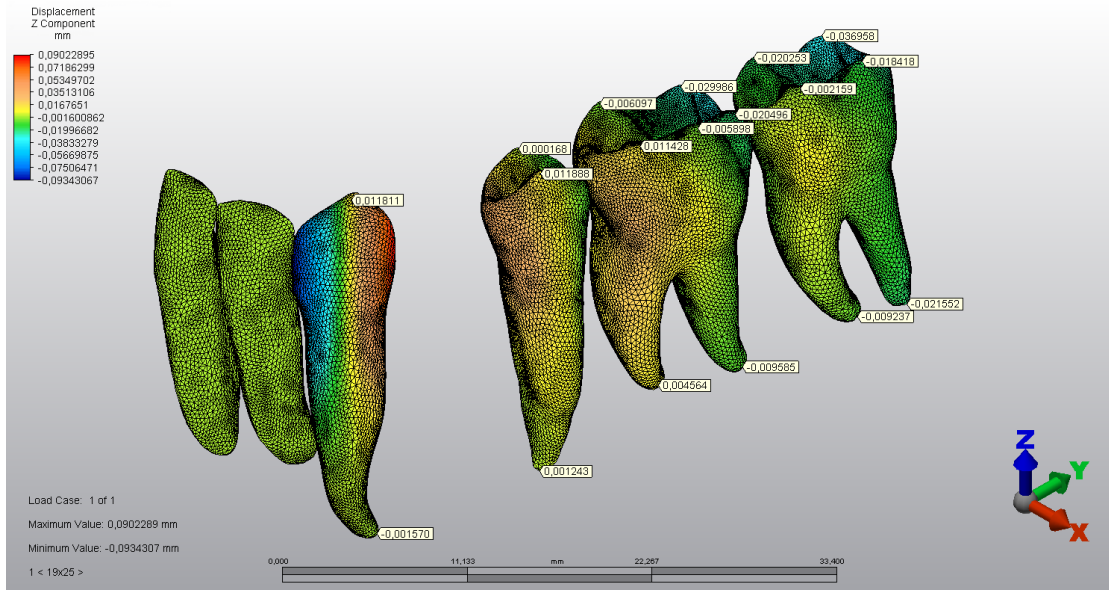 Displacement
Z Component
mm
0,09022895
0,07186299
0,05349702
0,03513106
0,0167651
-0,001600862
-0,01996682
-0,03833279
-0,05669875
-0,07506471
-0,09343067
-0,036958
-0,020253
-0,018418
-0,029986
-0,002159
-0,006097
-0,020496
-0,005898
0,011428
0,000168
0,011888
0,011811
-0,021552
-0,009237
-0,009585
0,004564
0,001243
-0,001570
Z
Y
X
Load Case: 1 of 1
Maximum Value: 0,0902289 mm
Minimum Value: -0,0934307 mm
1 < 19x25 >
0,000 11,133 mm 22,267 33,400